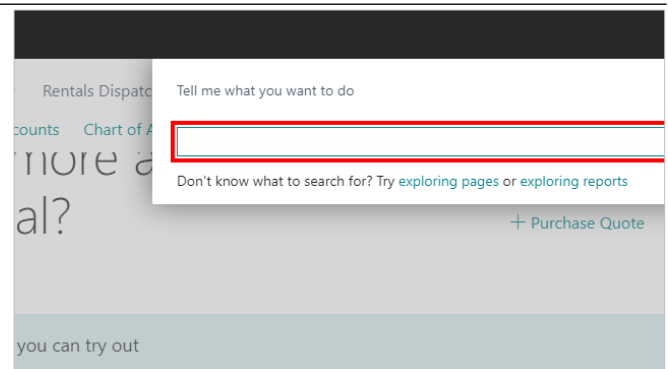 Rentals Dispatc
Tell me what you want to do
counts Chart of A
more a
Don't know what to search for? Try exploring pages or exploring reports
al?
+ Purchase Quote
you can try out